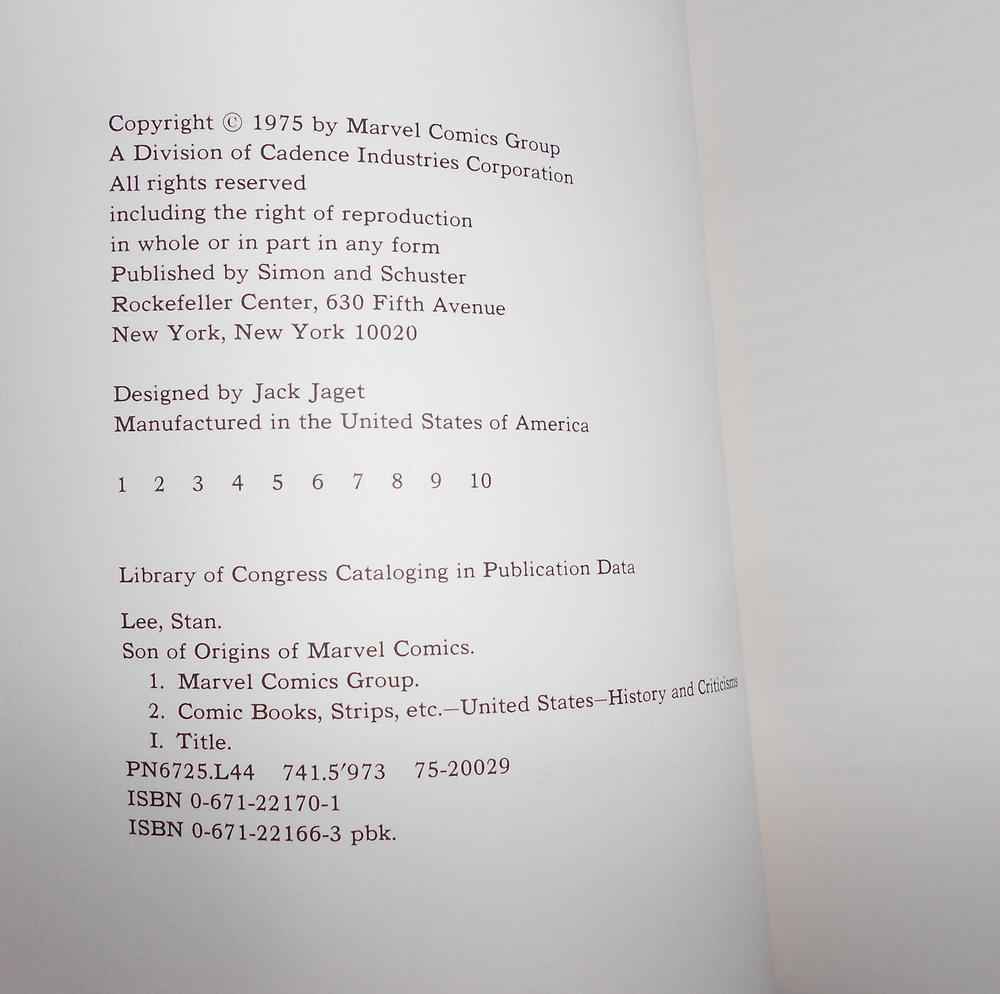 Copyright © 1975 by Marvel Comics Group
A Division of Cadence Industries Corporation
All rights reserved
including the right of reproduction
in whole or in part in any form
Published by Simon and Schuster
Rockefeller Center, 630 Fifth Avenue
New York, New York 10020
Designed by Jack Jaget
Manufactured in the United States of America
1 2 3 4 5 6 7 8 9 10
Library of Congress Cataloging in Publication Data
Lee, Stan.
Son of Origins of Marvel Comics.
1. Marvel Comics Group.
2. Comic Books, Strips, etc.—United States—History and Criticisms
I. Title.
PN6725.L44 741.5′973 75-20029
ISBN 0-671-22170-1
ISBN 0-671-22166-3 pbk.